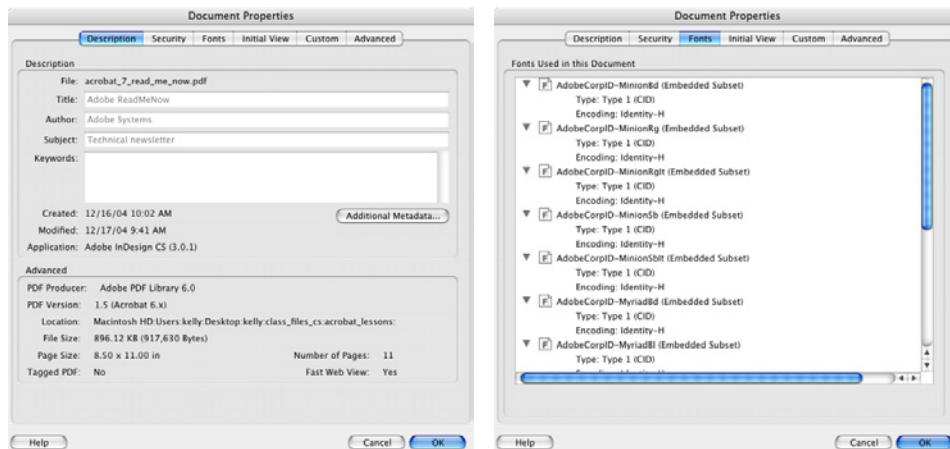 Document Properties
Description Security Fonts Initial View Custom Advanced
Description
File: acrobat_7_read_me_now.pdf
Title: Adobe ReadMeNow
Author: Adobe Systems
Subject: Technical newsletter
Keywords:
Created: 12/16/04 10:02 AM
Additional Metadata...
Modified: 12/17/04 9:41 AM
Application: Adobe InDesign CS (3.0.1)
Advanced
PDF Producer: Adobe PDF Library 6.0
PDF Version: 1.5 (Acrobat 6.x)
Location: Macintosh HD:Users:kelly:Desktop:kelly:class_files_cs:acrobat_lessons:
File Size: 896.12 KB (917,630 Bytes)
Page Size: 8.50 x 11.00 in Number of Pages: 11
Tagged PDF: No Fast Web View: Yes
Help Cancel OK
Document Properties
Description Security Fonts Initial View Custom Advanced
Fonts Used in this Document
AdobeCorpID-MinionBd (Embedded Subset)
Type: Type 1 (CID)
Encoding: Identity-H
AdobeCorpID-MinionRg (Embedded Subset)
Type: Type 1 (CID)
Encoding: Identity-H
AdobeCorpID-MinionRgIt (Embedded Subset)
Type: Type 1 (CID)
Encoding: Identity-H
AdobeCorpID-MinionSb (Embedded Subset)
Type: Type 1 (CID)
Encoding: Identity-H
AdobeCorpID-MinionSbIt (Embedded Subset)
Type: Type 1 (CID)
Encoding: Identity-H
AdobeCorpID-MyriadBd (Embedded Subset)
Type: Type 1 (CID)
Encoding: Identity-H
AdobeCorpID-MyriadBl (Embedded Subset)
Type: Type 1 (CID)
Help Cancel OK